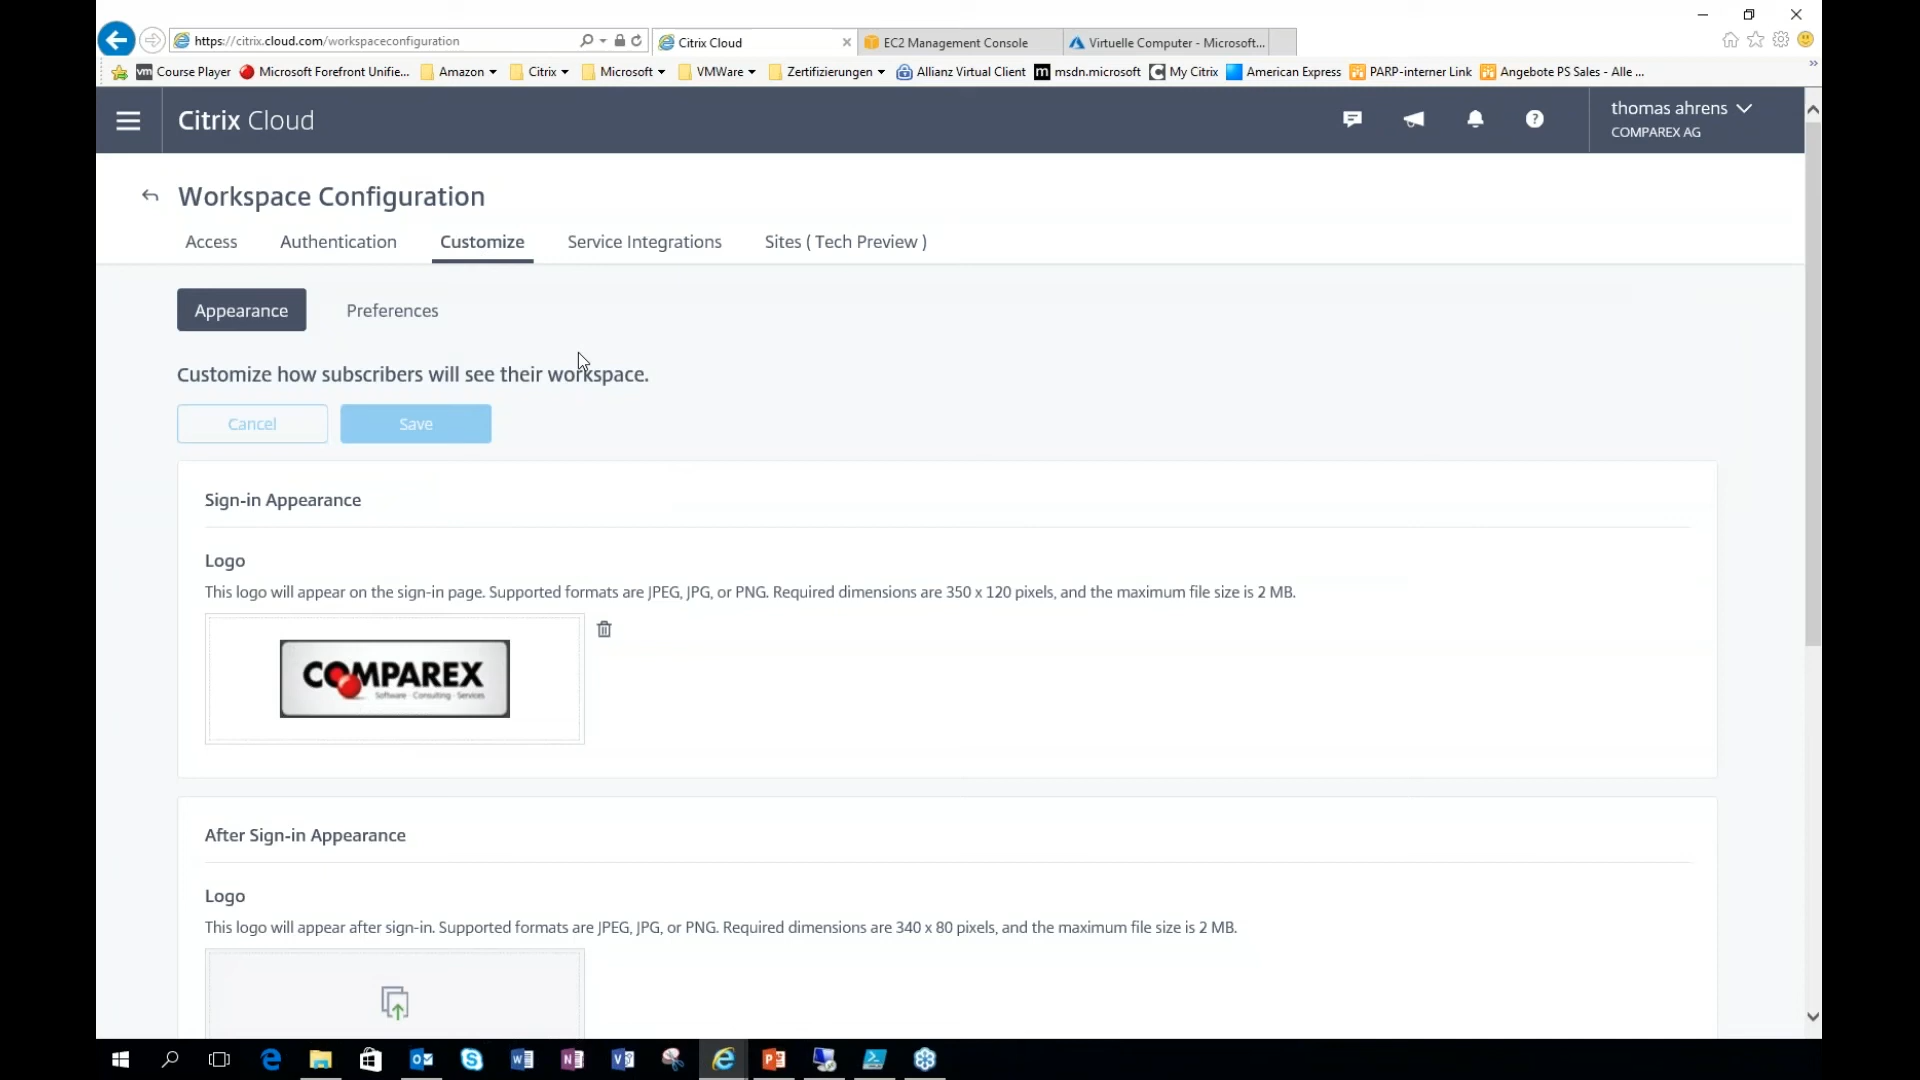 https://citrix.cloud.com/workspaceconfiguration
Citrix Cloud
EC2 Management Console
Virtuelle Computer - Microsoft...
Course Player
Microsoft Forefront Unifie...
Amazon
Citrix
Microsoft
VMWare
Zertifizierungen
Allianz Virtual Client
msdn.microsoft
My Citrix
American Express
PARP-interner Link
Angebote PS Sales - Alle ...
Citrix Cloud
thomas ahrens
COMPAREX AG
Workspace Configuration
Access
Authentication
Customize
Service Integrations
Sites ( Tech Preview )
Appearance
Preferences
Customize how subscribers will see their workspace.
Cancel
Save
Sign-in Appearance
Logo
This logo will appear on the sign-in page. Supported formats are JPEG, JPG, or PNG. Required dimensions are 350 x 120 pixels, and the maximum file size is 2 MB.
COMPAREX
Software · Consulting · Services
After Sign-in Appearance
Logo
This logo will appear after sign-in. Supported formats are JPEG, JPG, or PNG. Required dimensions are 340 x 80 pixels, and the maximum file size is 2 MB.